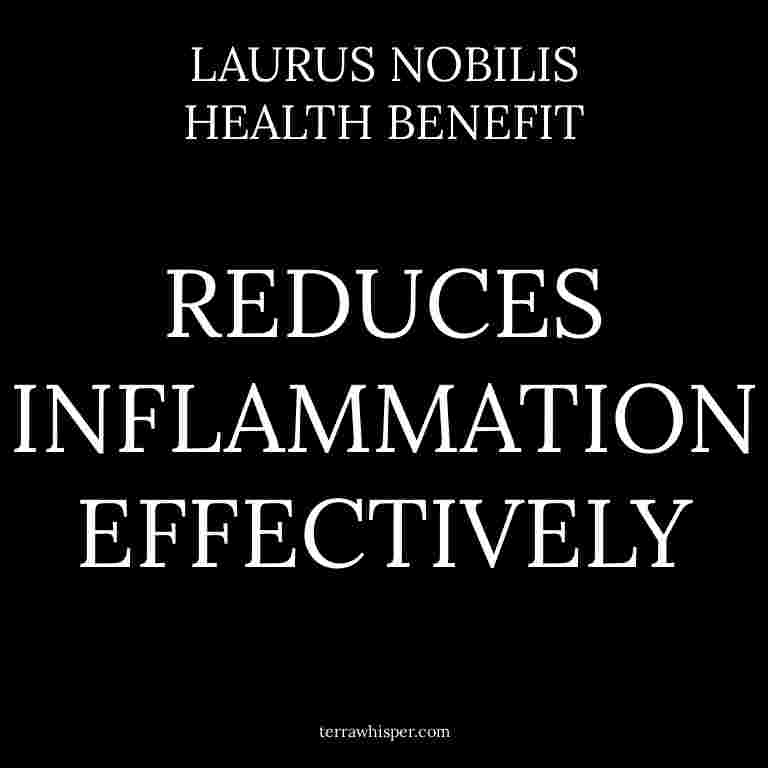 LAURUS NOBILIS
HEALTH BENEFIT
REDUCES
INFLAMMATION
EFFECTIVELY
terrawhisper.com